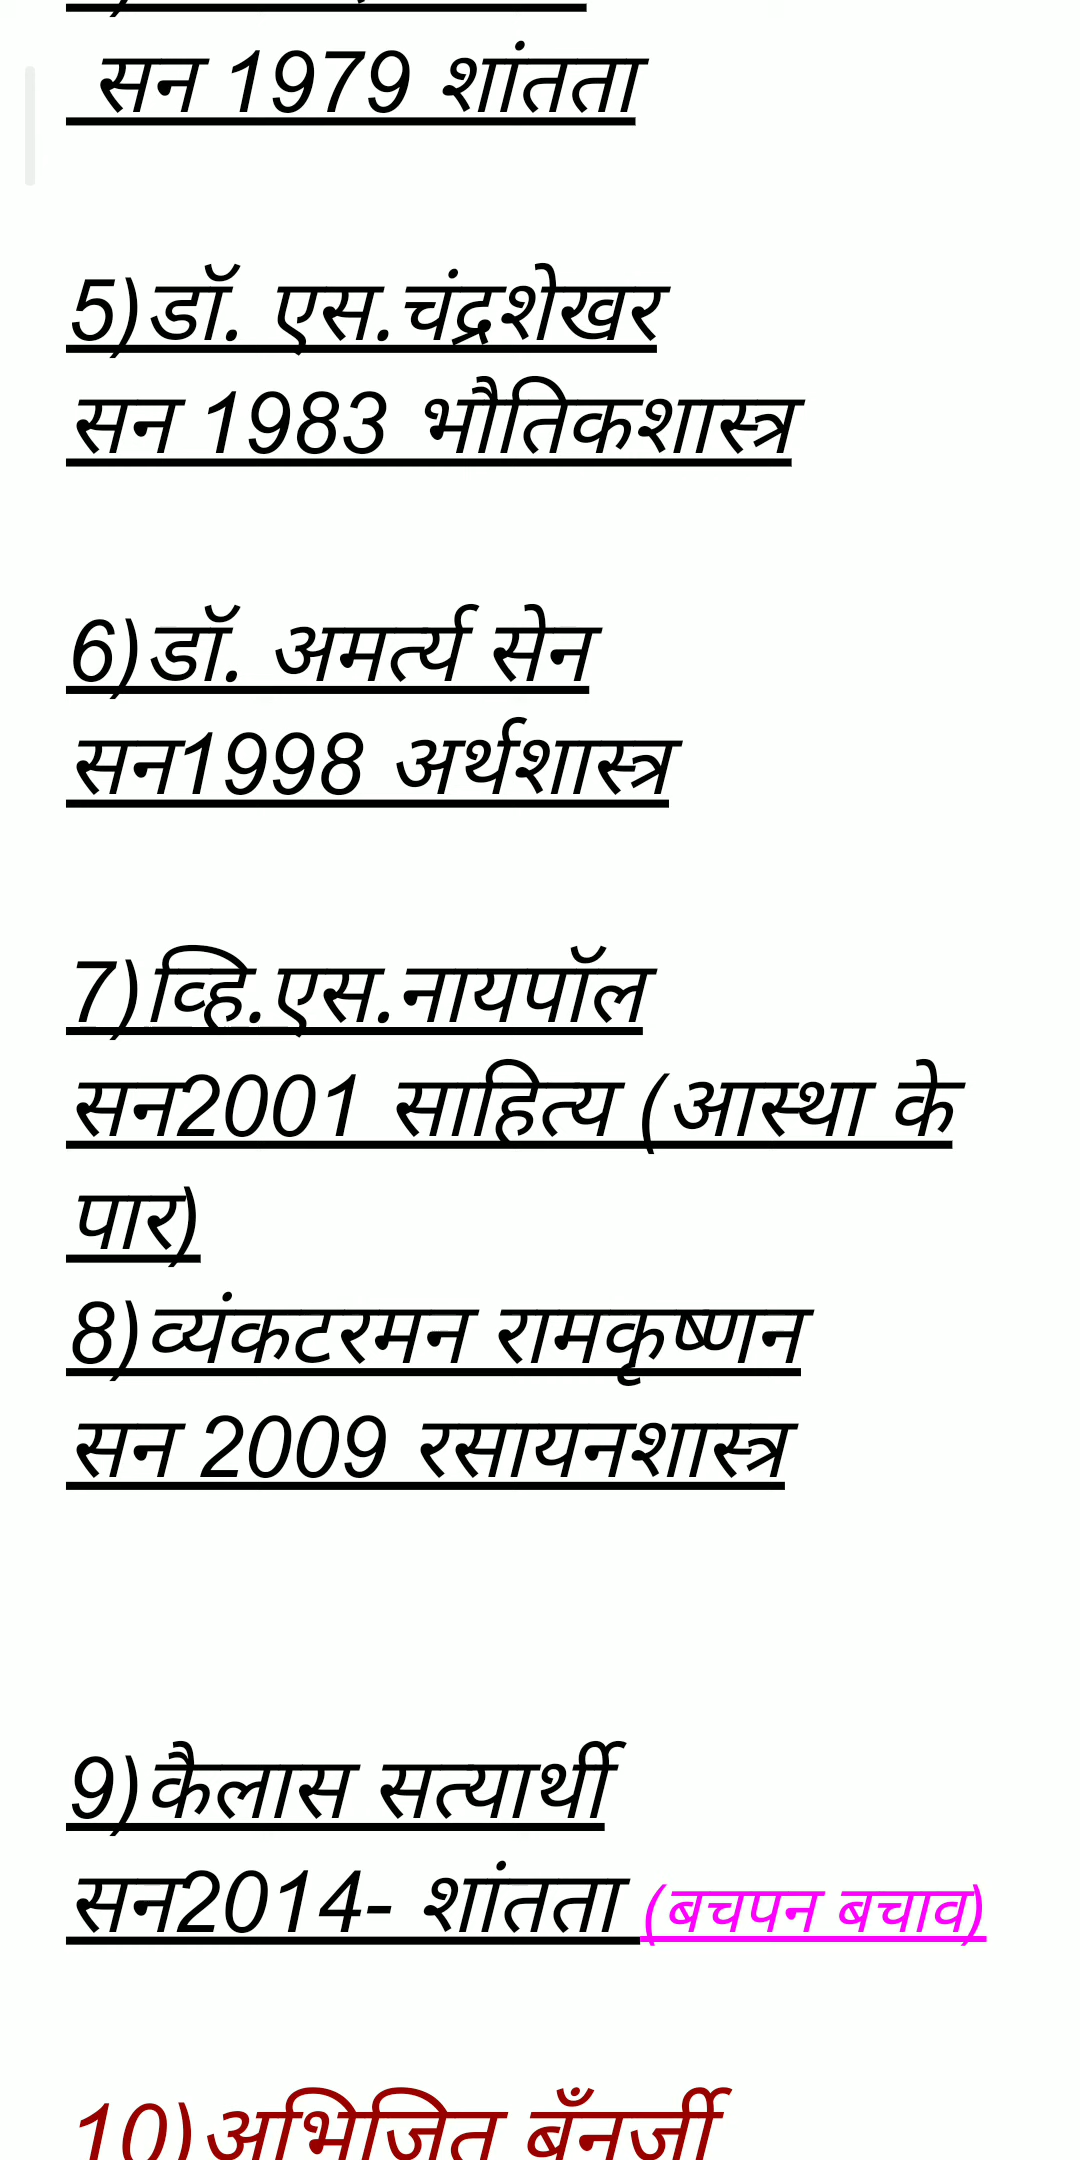 सन 1979 शांतता
5)डॉ. एस.चंद्रशेखर
सन 1983 भौतिकशास्त्र
6)डॉ. अमर्त्य सेन
सन1998 अर्थशास्त्र
7)व्हि.एस.नायपॉल
सन2001 साहित्य (आस्था के
पार)
8)व्यंकटरमन रामकृष्णन
सन 2009 रसायनशास्त्र
9)कैलास सत्यार्थी
सन2014- शांतता (बचपन बचाव)
10)अभिजित बँनर्जी